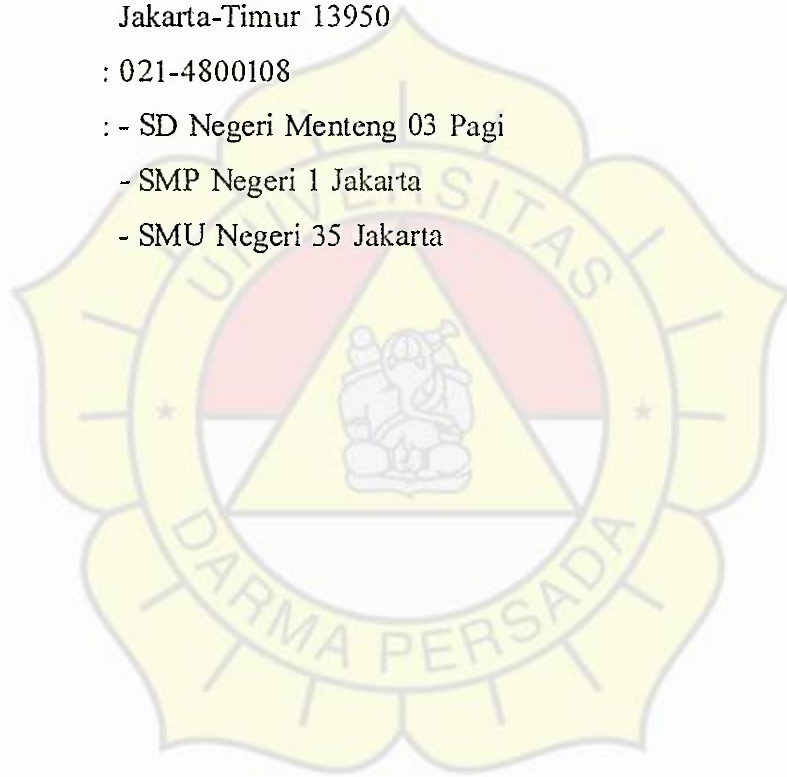 Jakarta-Timur 13950
: 021-4800108
: - SD Negeri Menteng 03 Pagi
- SMP Negeri 1 Jakarta
- SMU Negeri 35 Jakarta
UNIVERSITAS
DARMA PERSADA